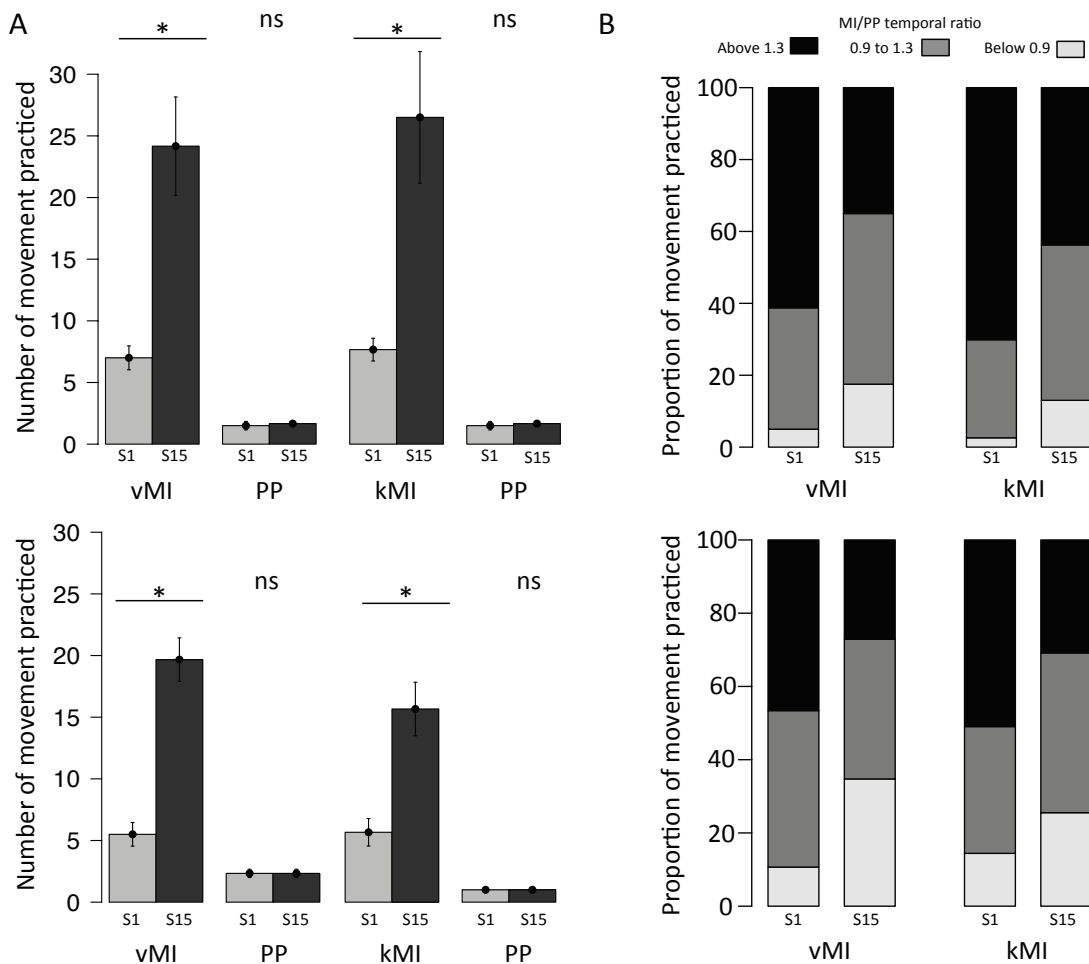 A
Number of movement practiced
30
25
20
15
10
5
0
*
ns
*
ns
S1 S15 S1 S15 S1 S15 S1 S15
vMI PP kMI PP
B
MI/PP temporal ratio
Above 1.3 0.9 to 1.3 Below 0.9
Proportion of movement practiced
100
80
60
40
20
0
S1 S15 S1 S15
vMI kMI
Number of movement practiced
30
25
20
15
10
5
0
*
ns
*
ns
S1 S15 S1 S15 S1 S15 S1 S15
vMI PP kMI PP
Proportion of movement practiced
100
80
60
40
20
0
S1 S15 S1 S15
vMI kMI